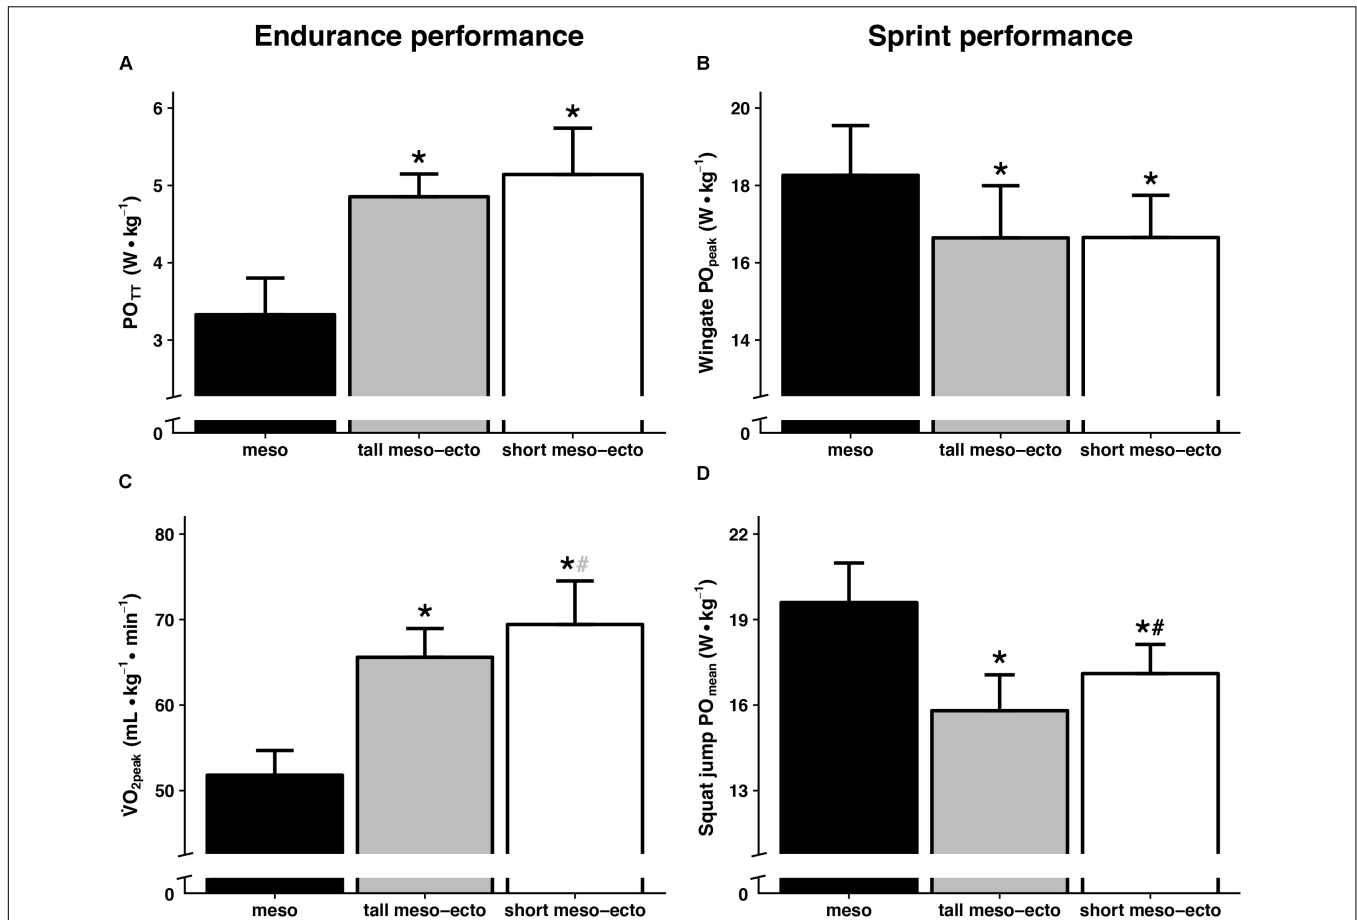 Endurance performance
Sprint performance
A
PO_TT (W•kg⁻¹)
6
5
4
3
0
*
*
meso
tall meso–ecto
short meso–ecto
B
Wingate PO_peak (W•kg⁻¹)
20
18
16
14
0
*
*
meso
tall meso–ecto
short meso–ecto
C
V̇O_2peak (mL•kg⁻¹•min⁻¹)
80
70
60
50
0
*
*#
meso
tall meso–ecto
short meso–ecto
D
Squat jump PO_mean (W•kg⁻¹)
22
19
16
13
0
*
*#
meso
tall meso–ecto
short meso–ecto